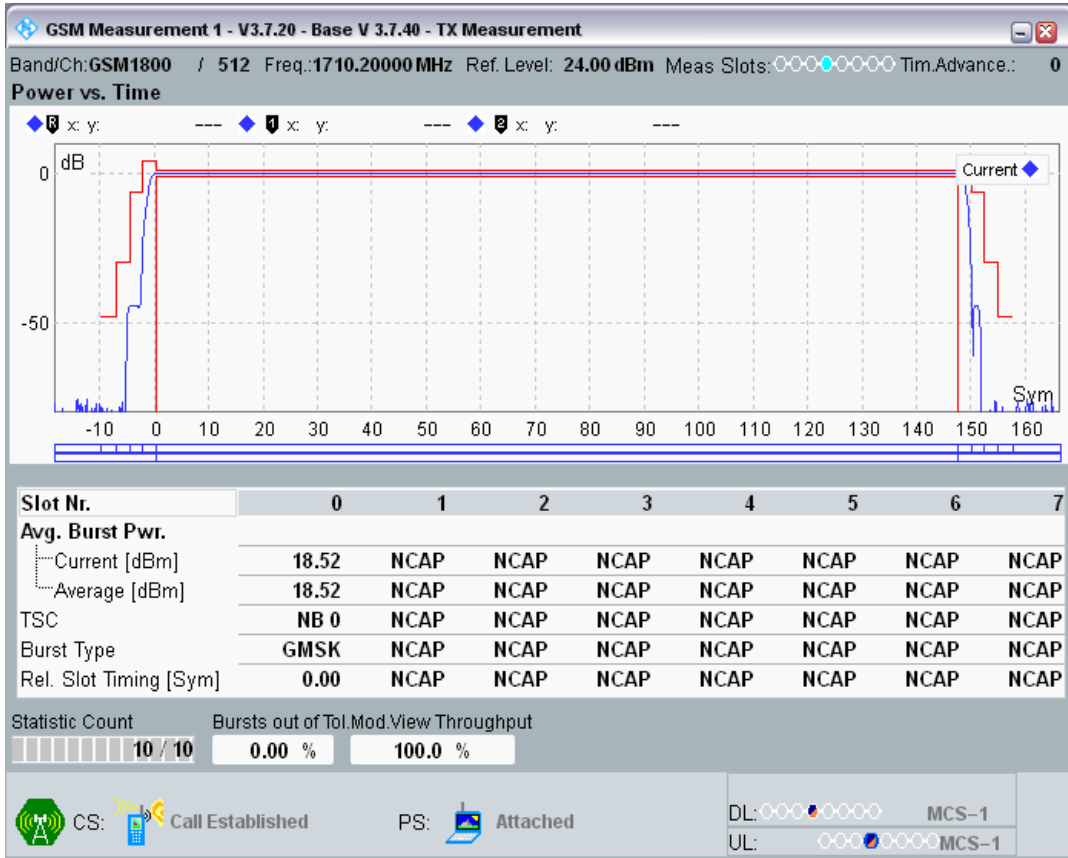 GSM Measurement 1 - V3.7.20 - Base V 3.7.40 - TX Measurement
Band/Ch:GSM1800 / 512 Freq.:1710.20000 MHz Ref. Level: 24.00 dBm Meas Slots: Tim.Advance.: 0
Power vs. Time
R x: y: --- 1 x: y: --- 2 x: y: ---
dB
Current
0
-50
Sym
-10 0 10 20 30 40 50 60 70 80 90 100 110 120 130 140 150 160
Slot Nr. 0 1 2 3 4 5 6 7
Avg. Burst Pwr.
Current [dBm] 18.52 NCAP NCAP NCAP NCAP NCAP NCAP NCAP
Average [dBm] 18.52 NCAP NCAP NCAP NCAP NCAP NCAP NCAP
TSC NB 0 NCAP NCAP NCAP NCAP NCAP NCAP NCAP
Burst Type GMSK NCAP NCAP NCAP NCAP NCAP NCAP NCAP
Rel. Slot Timing [Sym] 0.00 NCAP NCAP NCAP NCAP NCAP NCAP NCAP
Statistic Count Bursts out of Tol.Mod.View Throughput
10 / 10 0.00 % 100.0 %
CS: Call Established PS: Attached
DL: MCS-1
UL: MCS-1